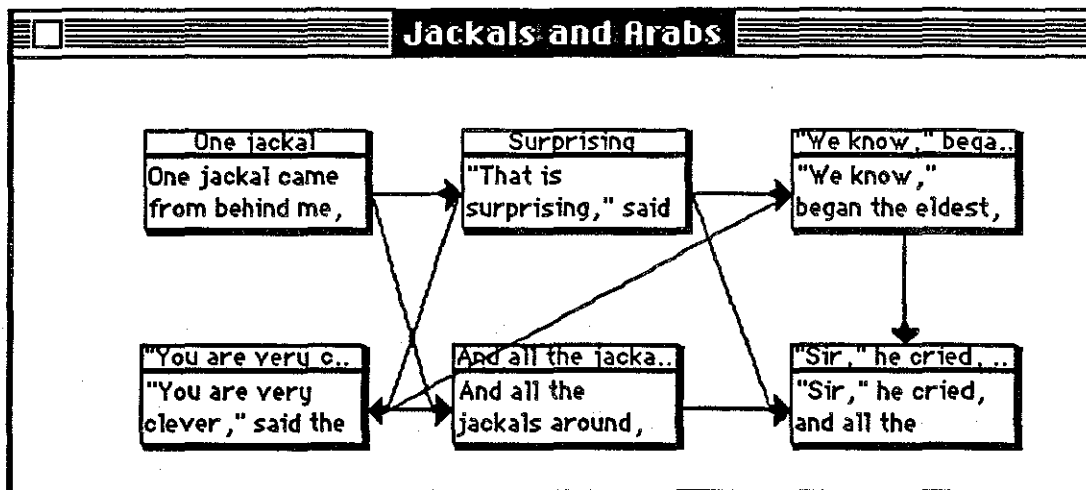 Jackals and Arabs
One jackal
One jackal came
from behind me,
Surprising
"That is
surprising," said
"We know," bega..
"We know,"
began the eldest,
"You are very c..
"You are very
clever," said the
And all the jacka..
And all the
jackals around,
"Sir," he cried, ..
"Sir," he cried,
and all the